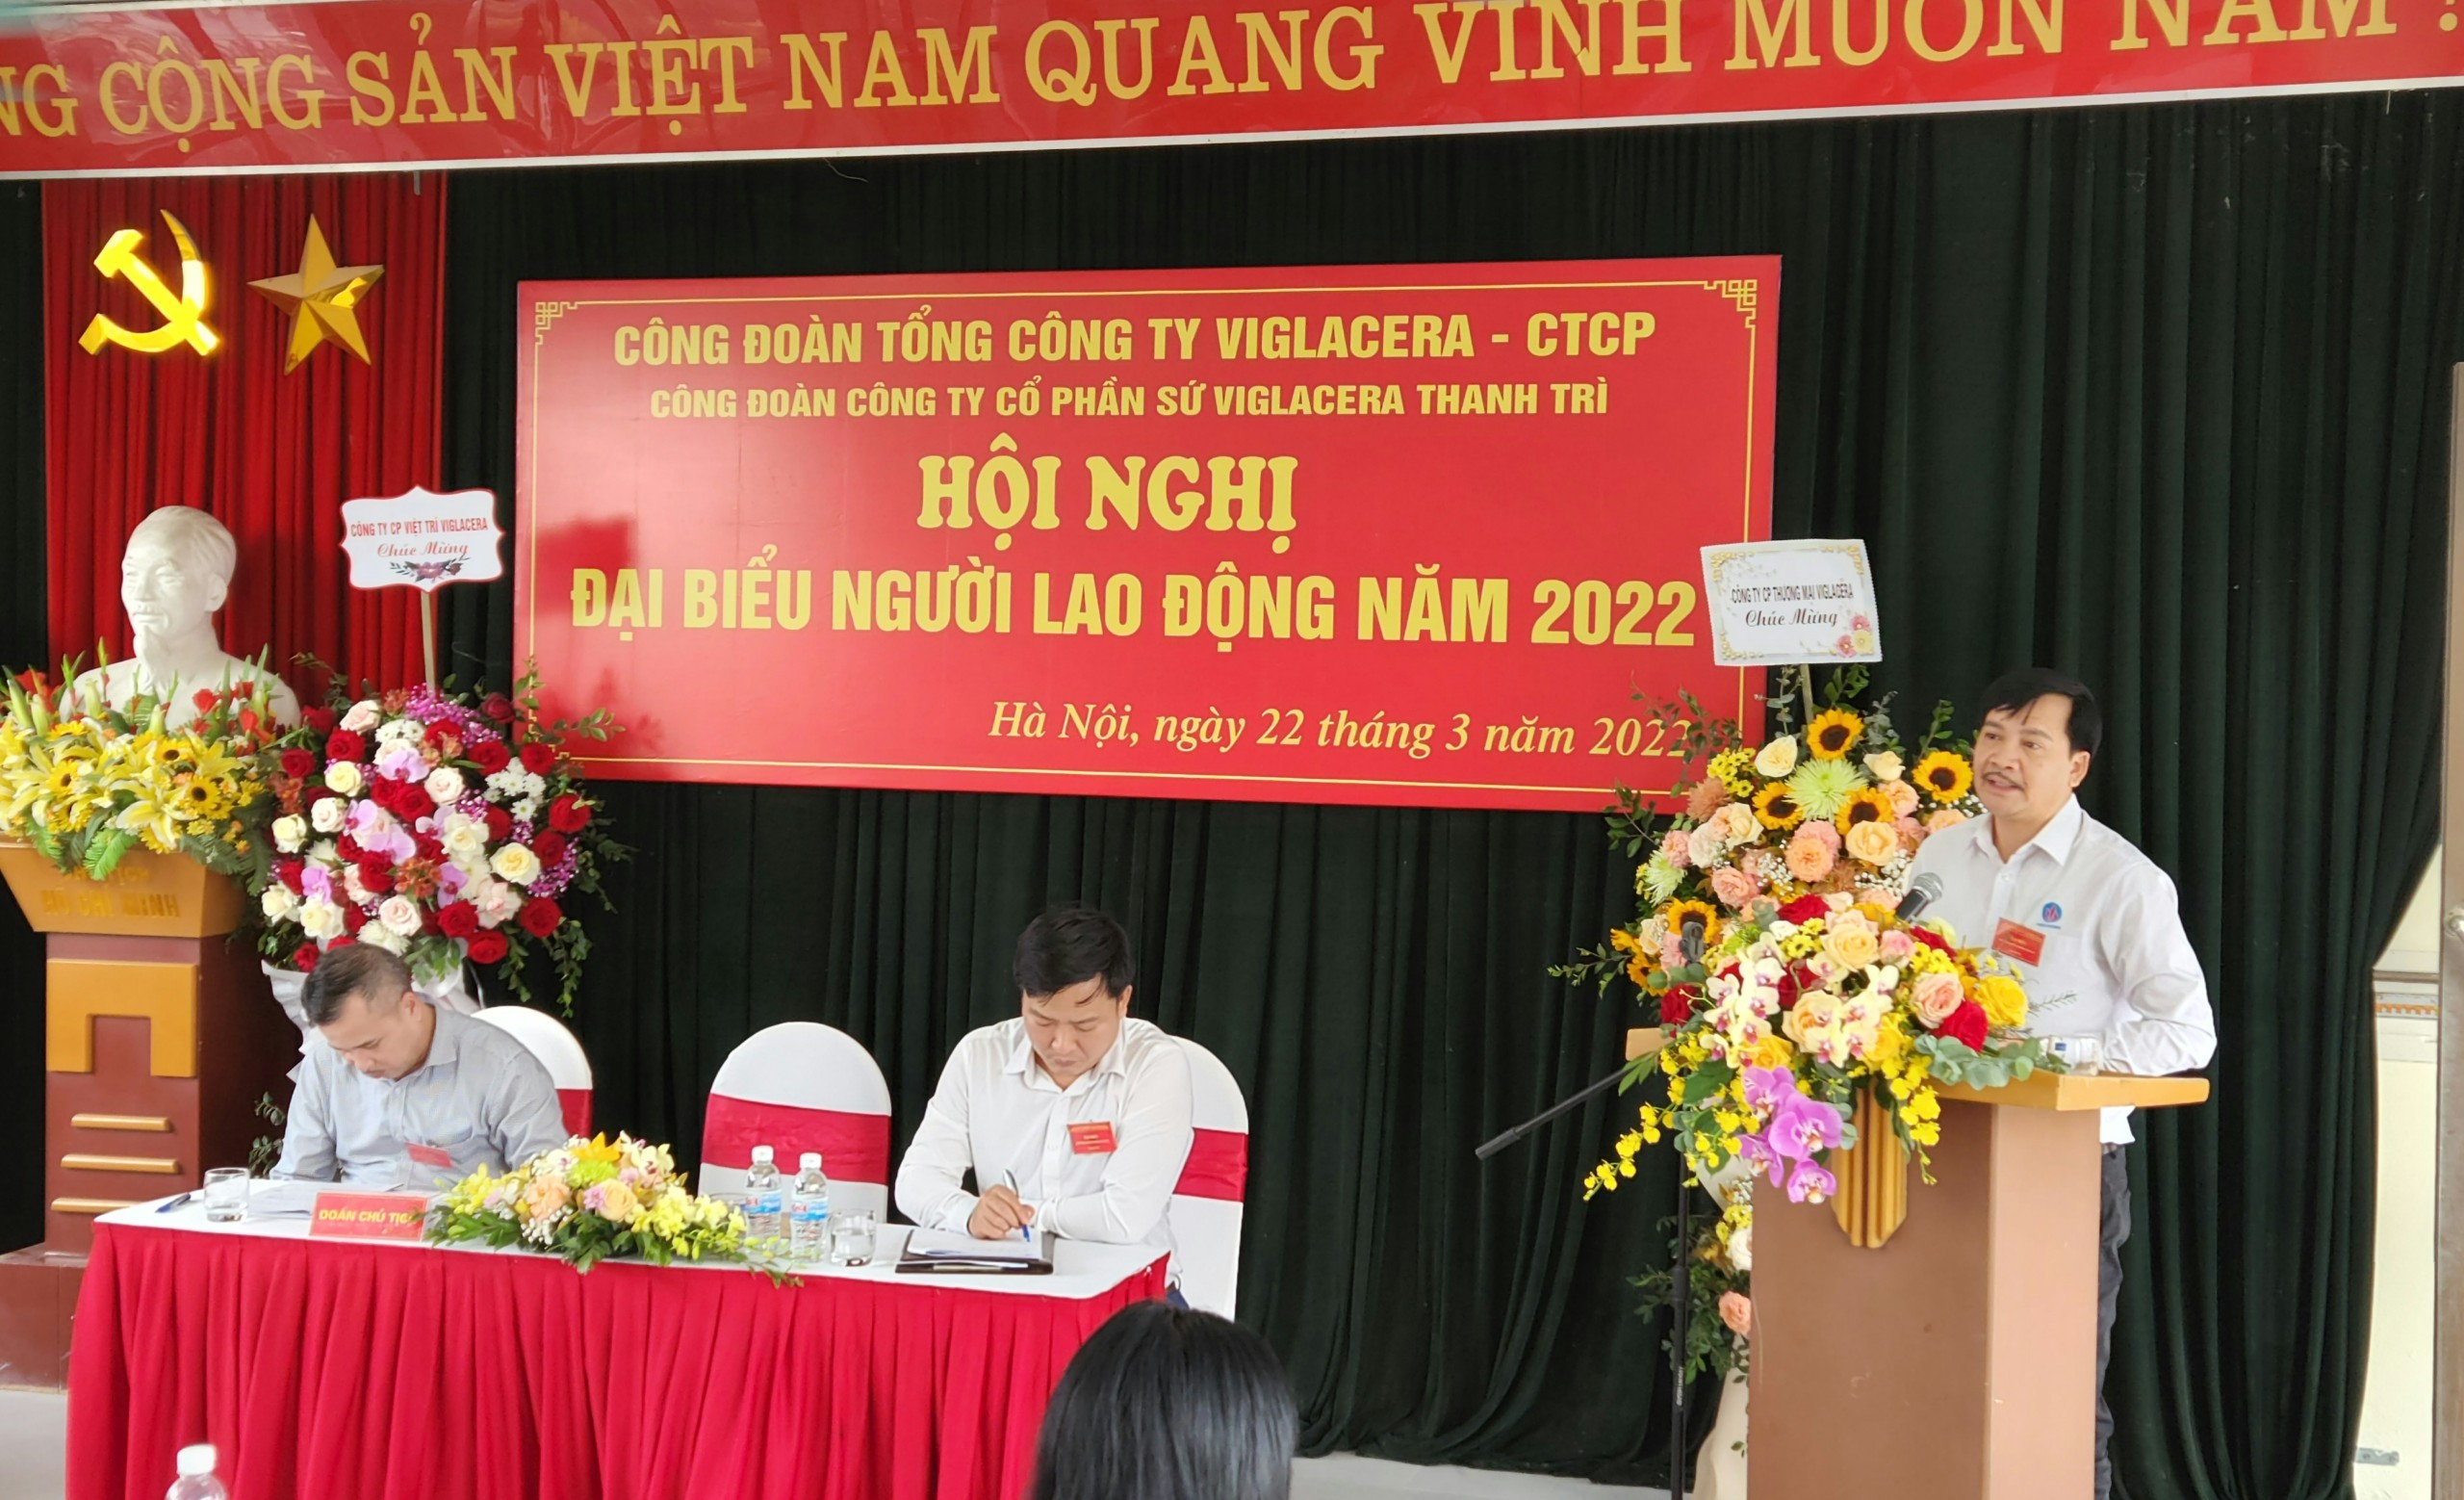 CỘNG SẢN VIỆT NAM QUANG VINH MUÔN NĂM !
CÔNG ĐOÀN TỔNG CÔNG TY VIGLACERA - CTCP
CÔNG ĐOÀN CÔNG TY CỔ PHẦN SỨ VIGLACERA THANH TRÌ
HỘI NGHỊ
ĐẠI BIỂU NGƯỜI LAO ĐỘNG NĂM 2022
Hà Nội, ngày 22 tháng 3 năm 2022
CÔNG TY CP VIỆT TRÌ VIGLACERA
Chúc Mừng
CÔNG TY CP THƯƠNG MẠI VIGLACERA
Chúc Mừng
HỒ CHÍ MINH
ĐOÀN CHỦ TỊCH